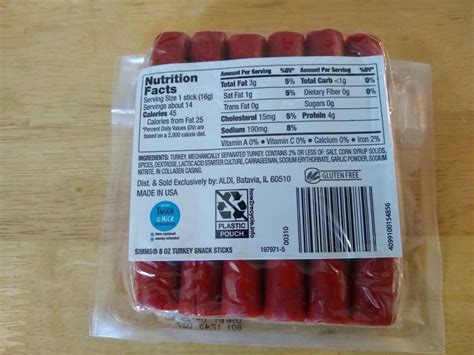 Nutrition
Facts
Serving Size 1 stick (16g)
Servings about 14
Calories 45
Calories from Fat 25
*Percent Daily Values (DV) are
based on a 2,000 calorie diet.
Amount Per Serving %DV*
Total Fat 3g 5%
Sat Fat 1g 5%
Trans Fat 0g
Cholesterol 15mg 5%
Sodium 190mg 8%
Amount Per Serving %DV*
Total Carb <1g 0%
Dietary Fiber 0g 0%
Sugars 0g
Protein 4g
Vitamin A 0% • Vitamin C 0% • Calcium 0% • Iron 2%
INGREDIENTS: TURKEY, MECHANICALLY SEPARATED TURKEY, CONTAINS 2% OR LESS OF: SALT, CORN SYRUP SOLIDS,
SPICES, DEXTROSE, LACTIC ACID STARTER CULTURE, CARRAGEENAN, SODIUM ERYTHORBATE, GARLIC POWDER, SODIUM
NITRITE, IN COLLAGEN CASING.
Dist. & Sold Exclusively by: ALDI, Batavia, IL 60510
MADE IN USA
GLUTEN FREE
TWICE
as
NICE
how2recycle.info
PLASTIC
POUCH
00310
4099100154856
SIMMS® 8 OZ TURKEY SNACK STICKS
197971-5